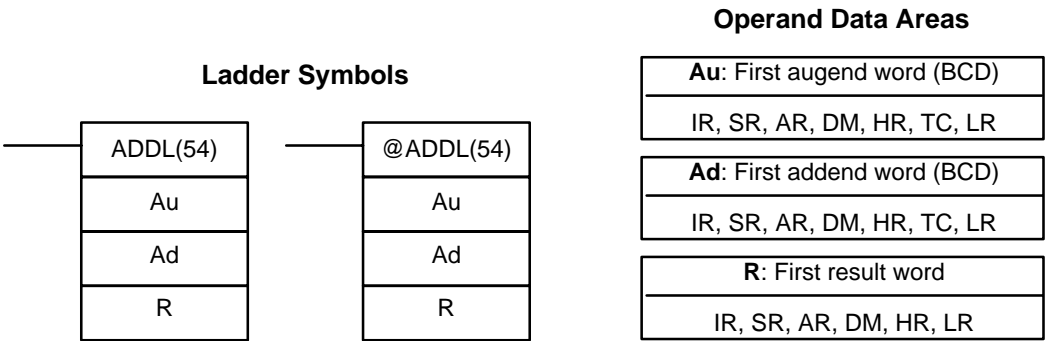 Ladder Symbols
ADDL(54)
Au
Ad
R
@ADDL(54)
Au
Ad
R
Operand Data Areas
Au: First augend word (BCD)
IR, SR, AR, DM, HR, TC, LR
Ad: First addend word (BCD)
IR, SR, AR, DM, HR, TC, LR
R: First result word
IR, SR, AR, DM, HR, LR